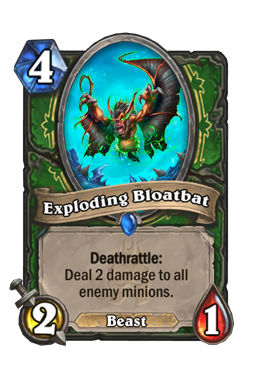 4
Exploding Bloatbat
Deathrattle:
Deal 2 damage to all
enemy minions.
2
1
Beast